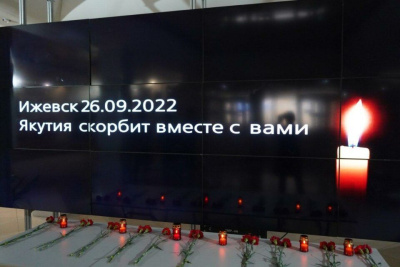 Ижевск 26.09.2022
Якутия скорбит вместе с вами